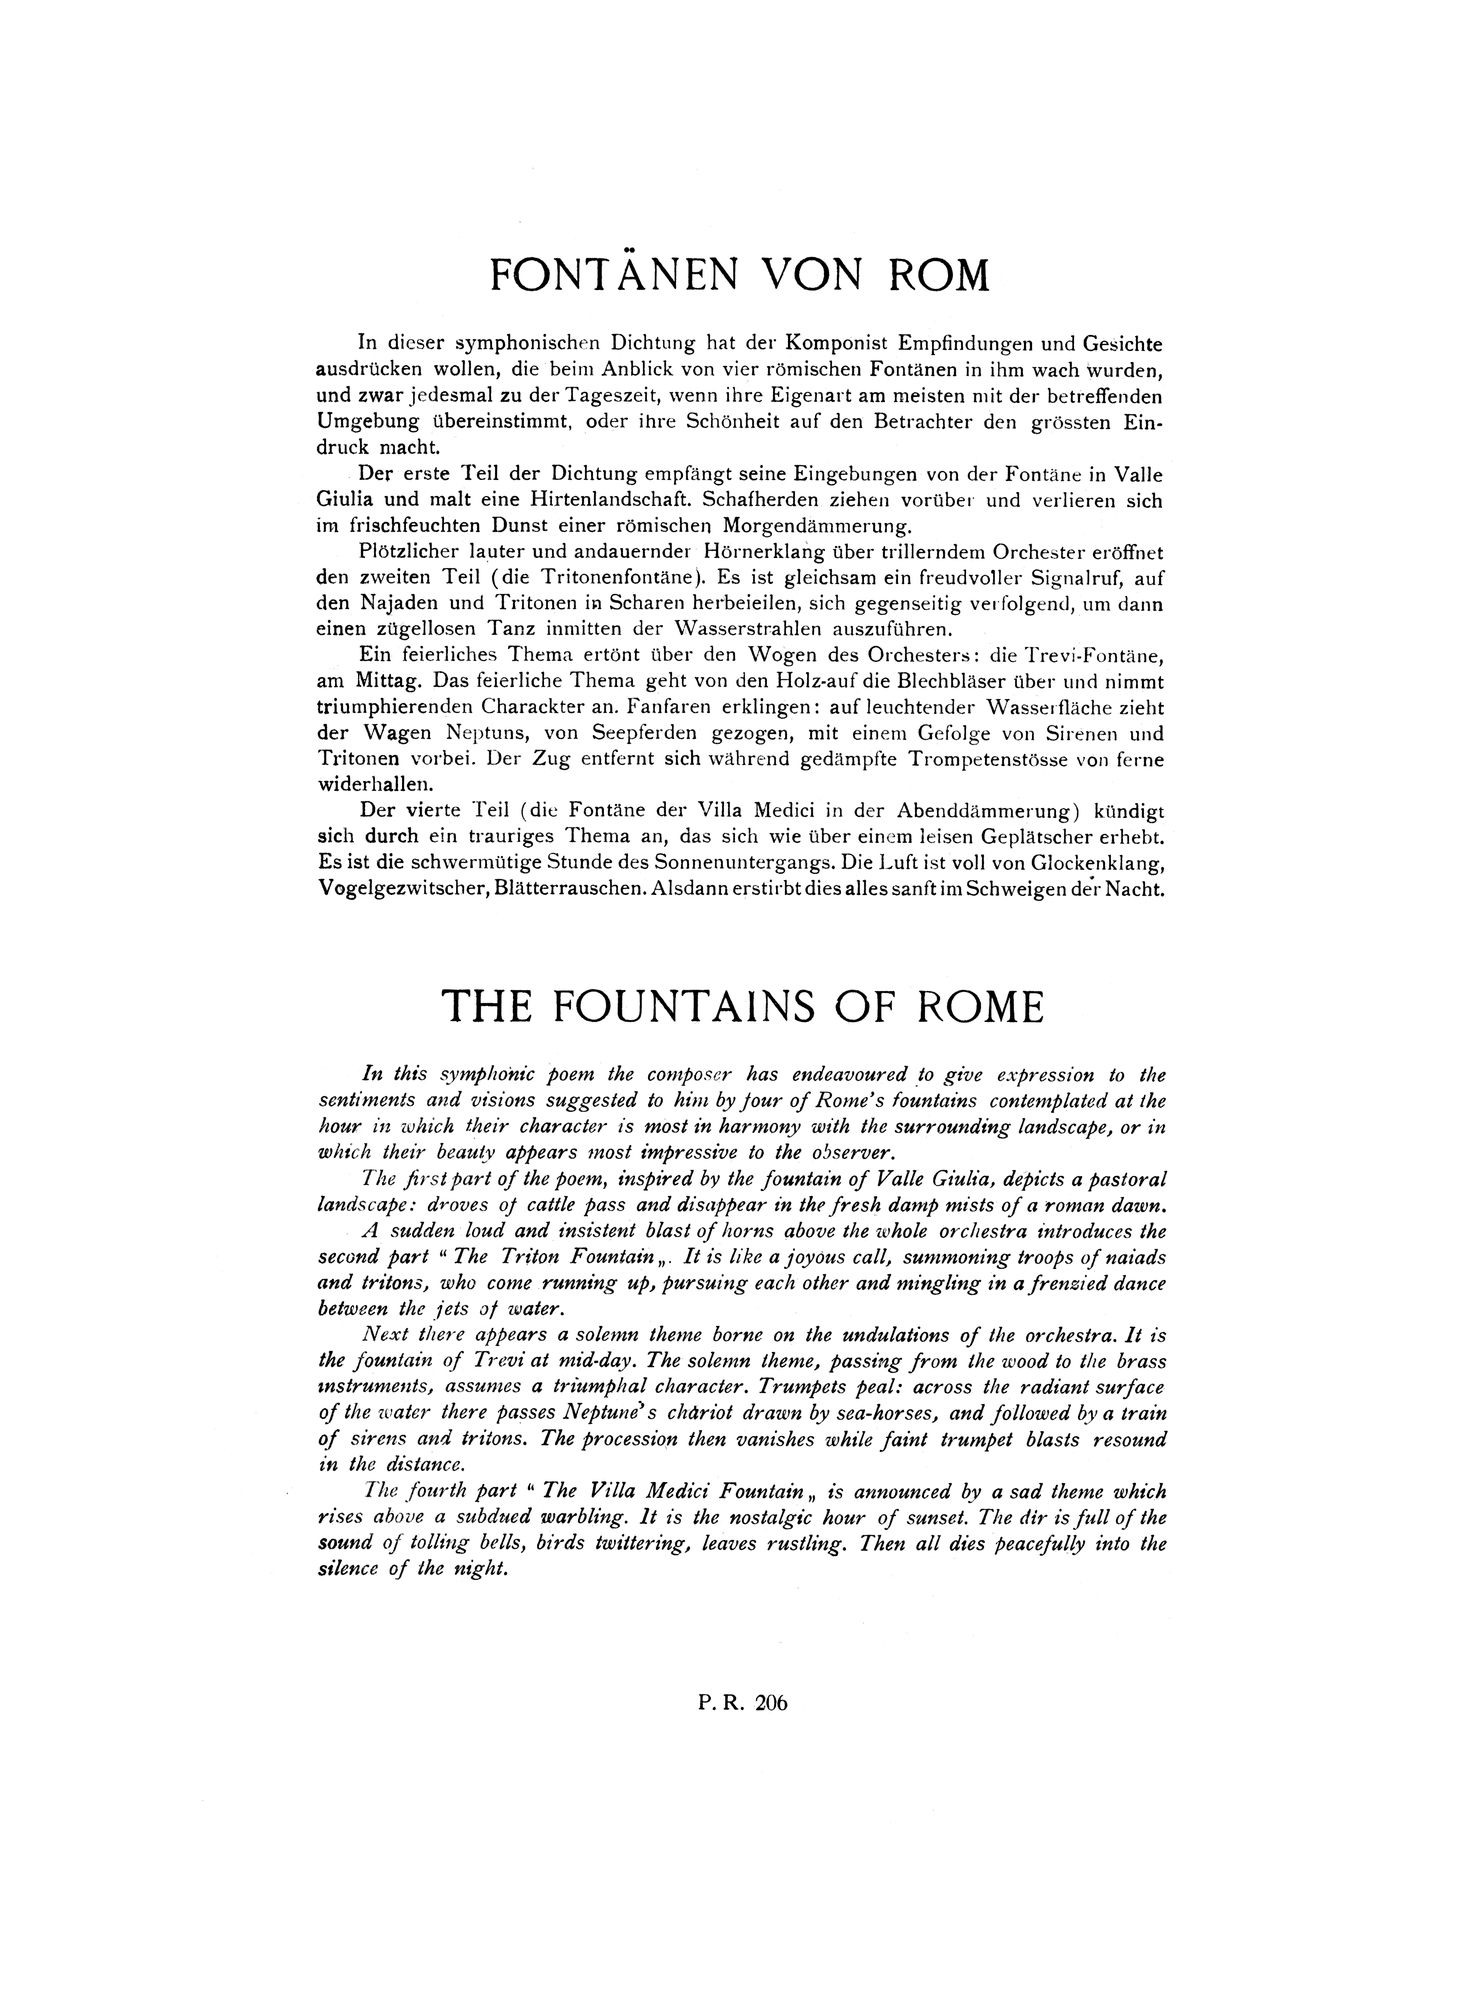 FONTÄNEN VON ROM
In dieser symphonischen Dichtung hat der Komponist Empfindungen und Gesichte
ausdrücken wollen, die beim Anblick von vier römischen Fontänen in ihm wach wurden,
und zwar jedesmal zu der Tageszeit, wenn ihre Eigenart am meisten mit der betreffenden
Umgebung übereinstimmt, oder ihre Schönheit auf den Betrachter den grössten Ein-
druck macht.
Der erste Teil der Dichtung empfängt seine Eingebungen von der Fontäne in Valle
Giulia und malt eine Hirtenlandschaft. Schafherden ziehen vorüber und verlieren sich
im frischfeuchten Dunst einer römischen Morgendämmerung.
Plötzlicher lauter und andauernder Hörnerklang über trillerndem Orchester eröffnet
den zweiten Teil (die Tritonenfontäne). Es ist gleichsam ein freudvoller Signalruf, auf
den Najaden und Tritonen in Scharen herbeieilen, sich gegenseitig verfolgend, um dann
einen zügellosen Tanz inmitten der Wasserstrahlen auszuführen.
Ein feierliches Thema ertönt über den Wogen des Orchesters: die Trevi-Fontäne,
am Mittag. Das feierliche Thema geht von den Holz-auf die Blechbläser über und nimmt
triumphierenden Charackter an. Fanfaren erklingen: auf leuchtender Wasserfläche zieht
der Wagen Neptuns, von Seepferden gezogen, mit einem Gefolge von Sirenen und
Tritonen vorbei. Der Zug entfernt sich während gedämpfte Trompetenstösse von ferne
widerhallen.
Der vierte Teil (die Fontäne der Villa Medici in der Abenddämmerung) kündigt
sich durch ein trauriges Thema an, das sich wie über einem leisen Geplätscher erhebt.
Es ist die schwermütige Stunde des Sonnenuntergangs. Die Luft ist voll von Glockenklang,
Vogelgezwitscher, Blätterrauschen. Alsdann erstirbt dies alles sanft im Schweigen der Nacht.
THE FOUNTAINS OF ROME
In this symphonic poem the composer has endeavoured to give expression to the
sentiments and visions suggested to him by four of Rome's fountains contemplated at the
hour in which their character is most in harmony with the surrounding landscape, or in
which their beauty appears most impressive to the observer.
The first part of the poem, inspired by the fountain of Valle Giulia, depicts a pastoral
landscape: droves of cattle pass and disappear in the fresh damp mists of a roman dawn.
A sudden loud and insistent blast of horns above the whole orchestra introduces the
second part “ The Triton Fountain„. It is like a joyous call, summoning troops of naiads
and tritons, who come running up, pursuing each other and mingling in a frenzied dance
between the jets of water.
Next there appears a solemn theme borne on the undulations of the orchestra. It is
the fountain of Trevi at mid-day. The solemn theme, passing from the wood to the brass
instruments, assumes a triumphal character. Trumpets peal: across the radiant surface
of the water there passes Neptune's chariot drawn by sea-horses, and followed by a train
of sirens and tritons. The procession then vanishes while faint trumpet blasts resound
in the distance.
The fourth part “ The Villa Medici Fountain„ is announced by a sad theme which
rises above a subdued warbling. It is the nostalgic hour of sunset. The air is full of the
sound of tolling bells, birds twittering, leaves rustling. Then all dies peacefully into the
silence of the night.
P. R. 206